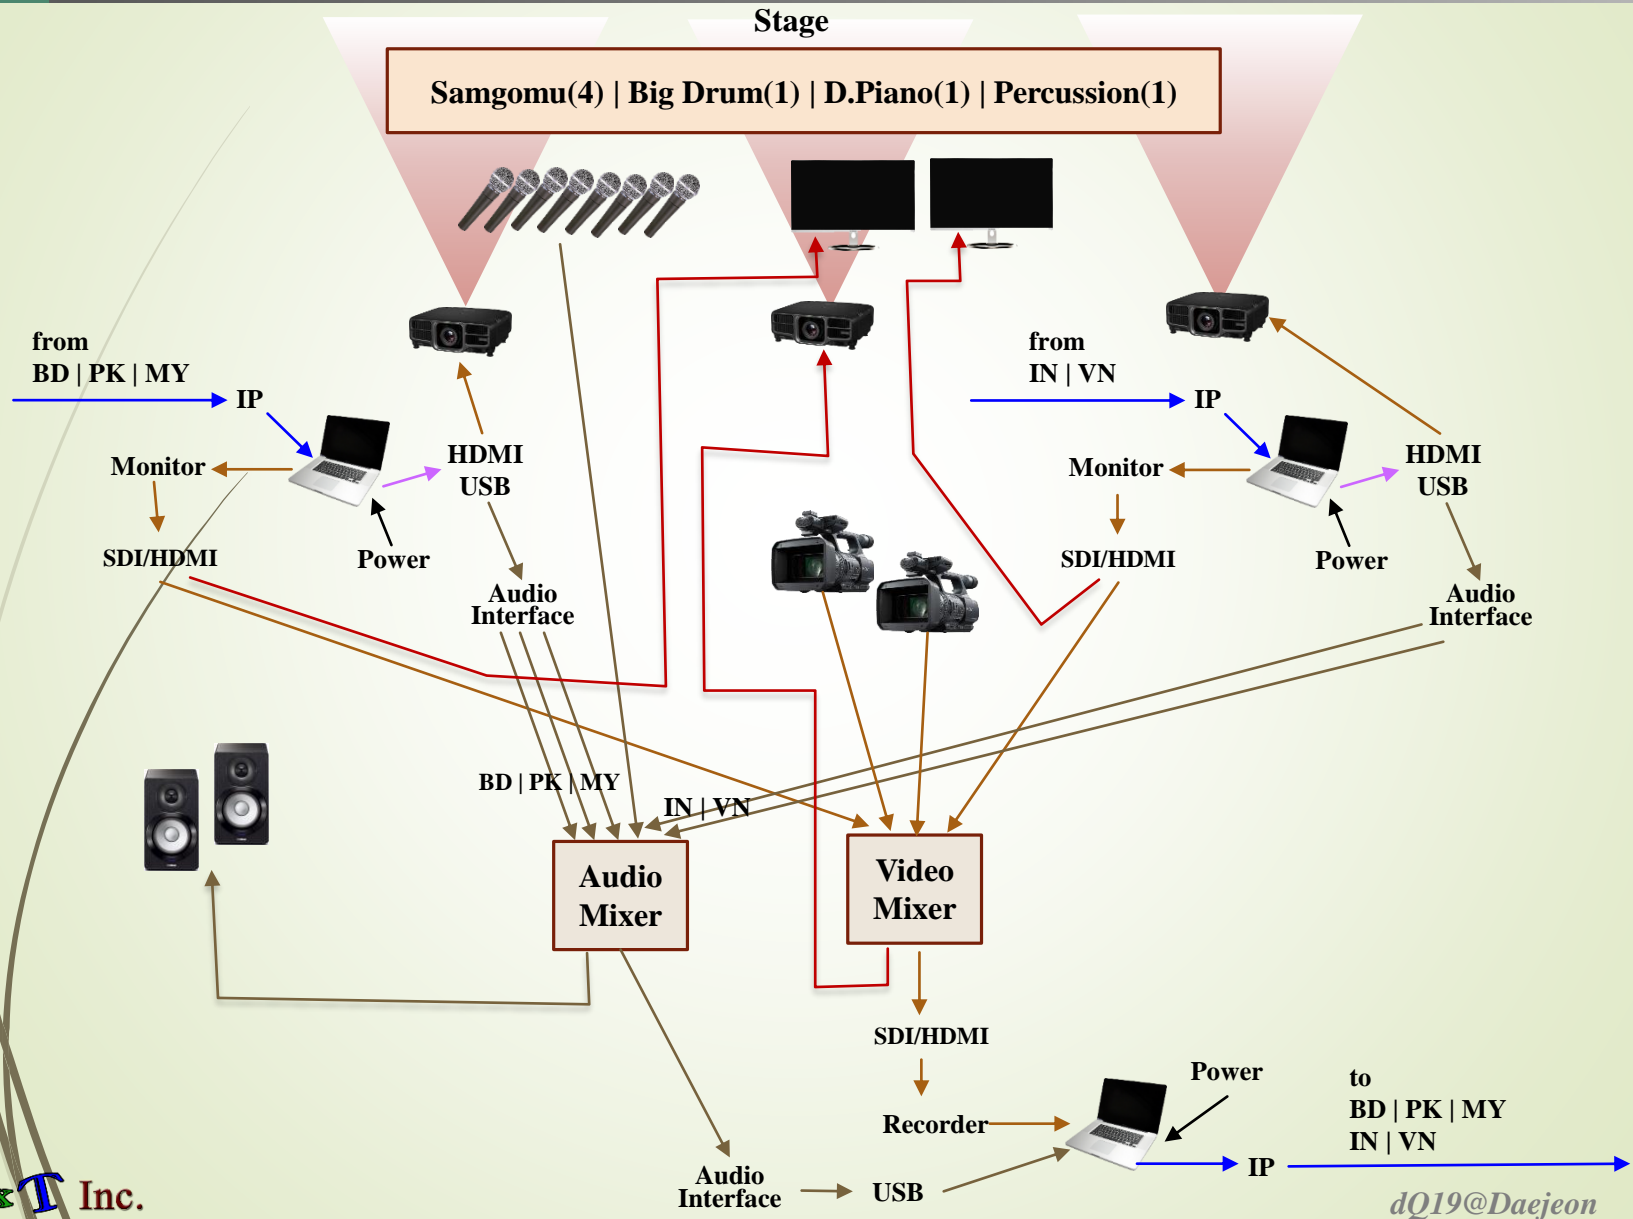 Stage
Samgomu(4) | Big Drum(1) | D.Piano(1) | Percussion(1)
from
BD | PK | MY
IP
Monitor
SDI/HDMI
Power
HDMI
USB
Audio
Interface
from
IN | VN
IP
Monitor
SDI/HDMI
Power
HDMI
USB
Audio
Interface
BD | PK | MY
IN | VN
Audio
Mixer
Video
Mixer
SDI/HDMI
Recorder
Power
to
BD | PK | MY
IN | VN
IP
Audio
Interface
USB
T Inc.
dQ19@Daejeon